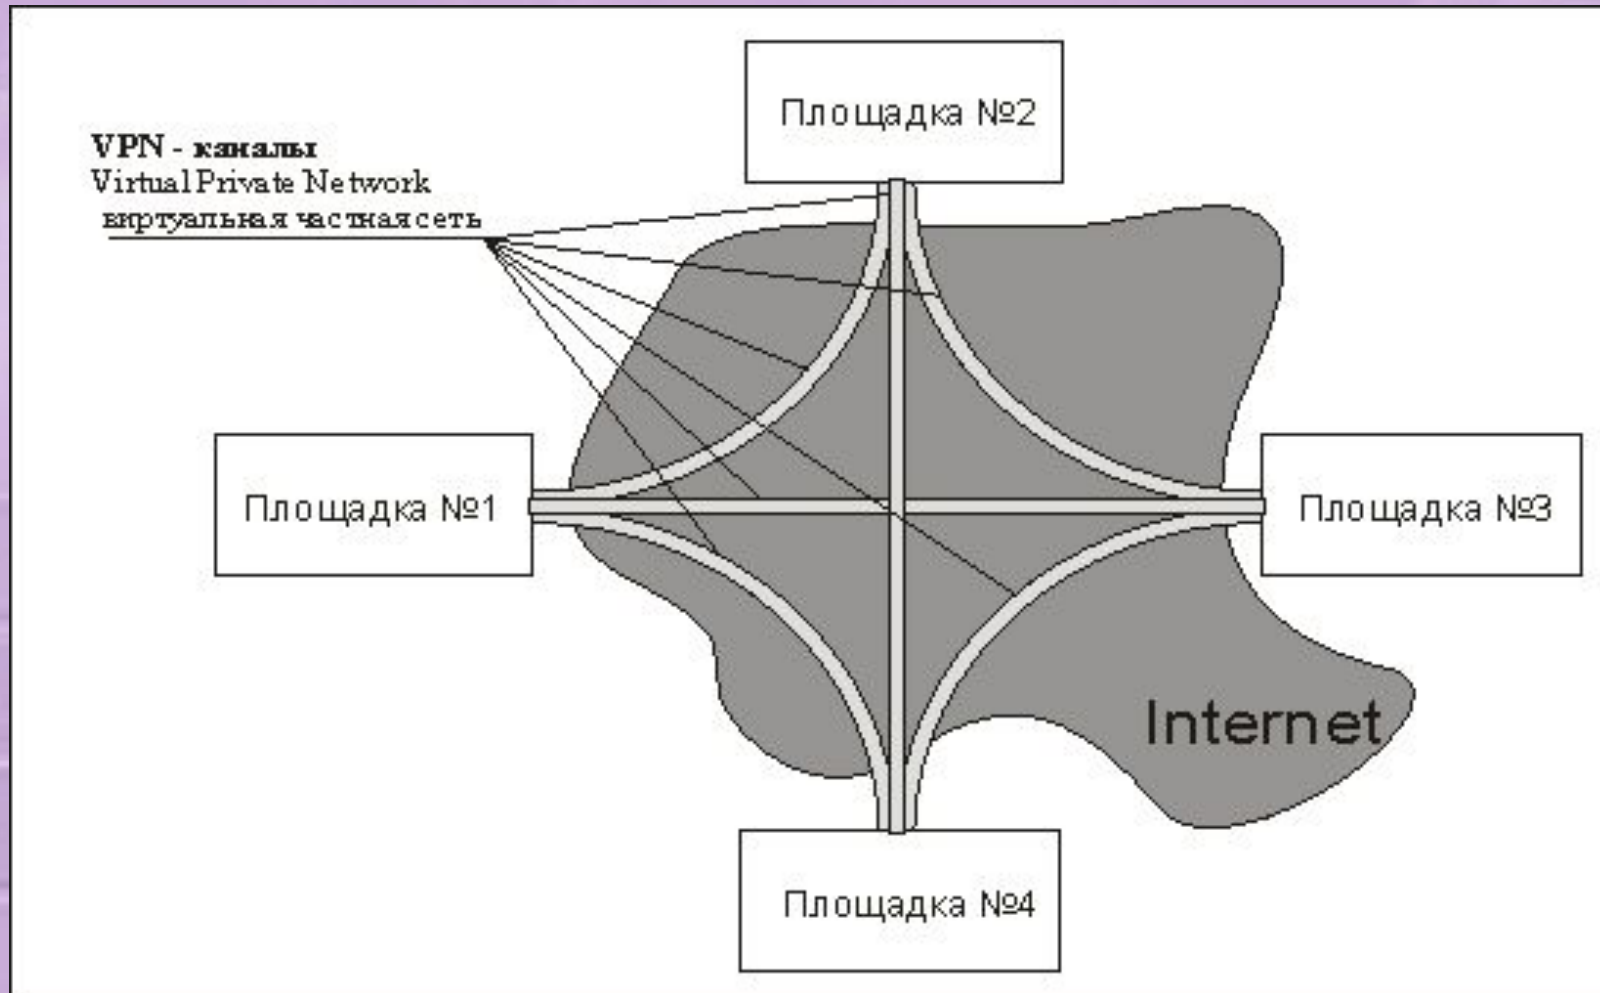 Площадка №2
VPN - каналы
Virtual Private Network
виртуальная частная сеть
Площадка №1
Площадка №3
Internet
Площадка №4